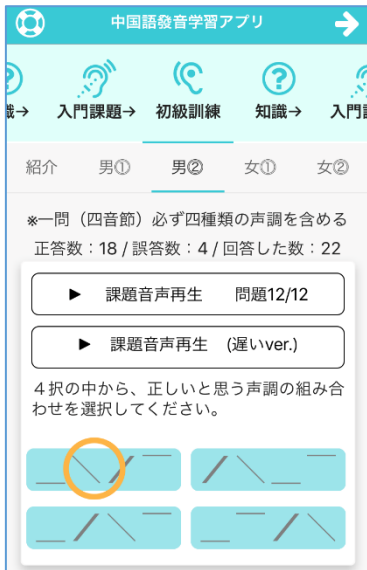 中国語發音学習アプリ
識→ 入門課題→ 初級訓練 知識→ 入門
紹介 男① 男② 女① 女②
※一問（四音節）必ず四種類の声調を含める
正答数：18 / 誤答数：4 / 回答した数：22
▶ 課題音声再生 問題12/12
▶ 課題音声再生 (遅いver.)
４択の中から、正しいと思う声調の組み合
わせを選択してください。